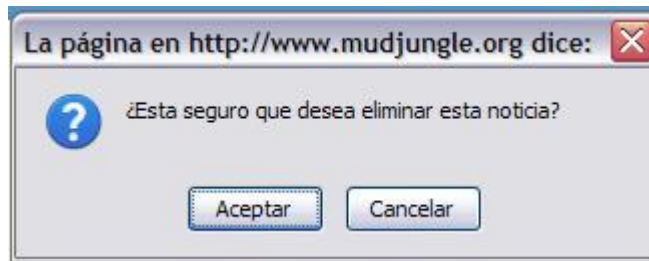 La página en http://www.mudjungle.org dice:
¿Esta seguro que desea eliminar esta noticia?
Aceptar Cancelar